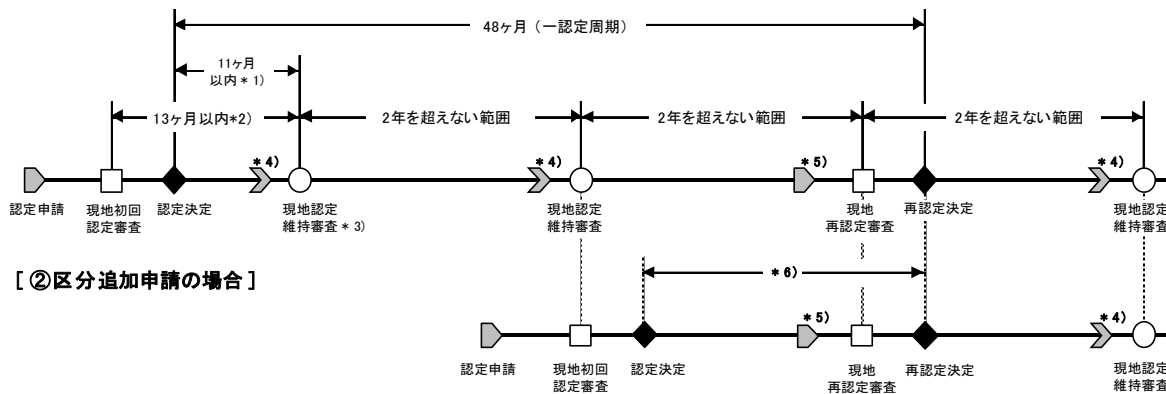 48ヶ月（一認定周期）
11ヶ月
以内＊1）
13ヶ月以内*2）
2年を超えない範囲
2年を超えない範囲
2年を超えない範囲
＊4）
＊4）
＊5）
＊4）
認定申請
現地初回
認定審査
認定決定
現地認定
維持審査＊3）
現地認定
維持審査
現地
再認定審査
再認定決定
現地認定
維持審査
[ ②区分追加申請の場合 ]
＊6）
＊5）
＊4）
認定申請
現地初回
認定審査
認定決定
現地
再認定審査
再認定決定
現地認定
維持審査